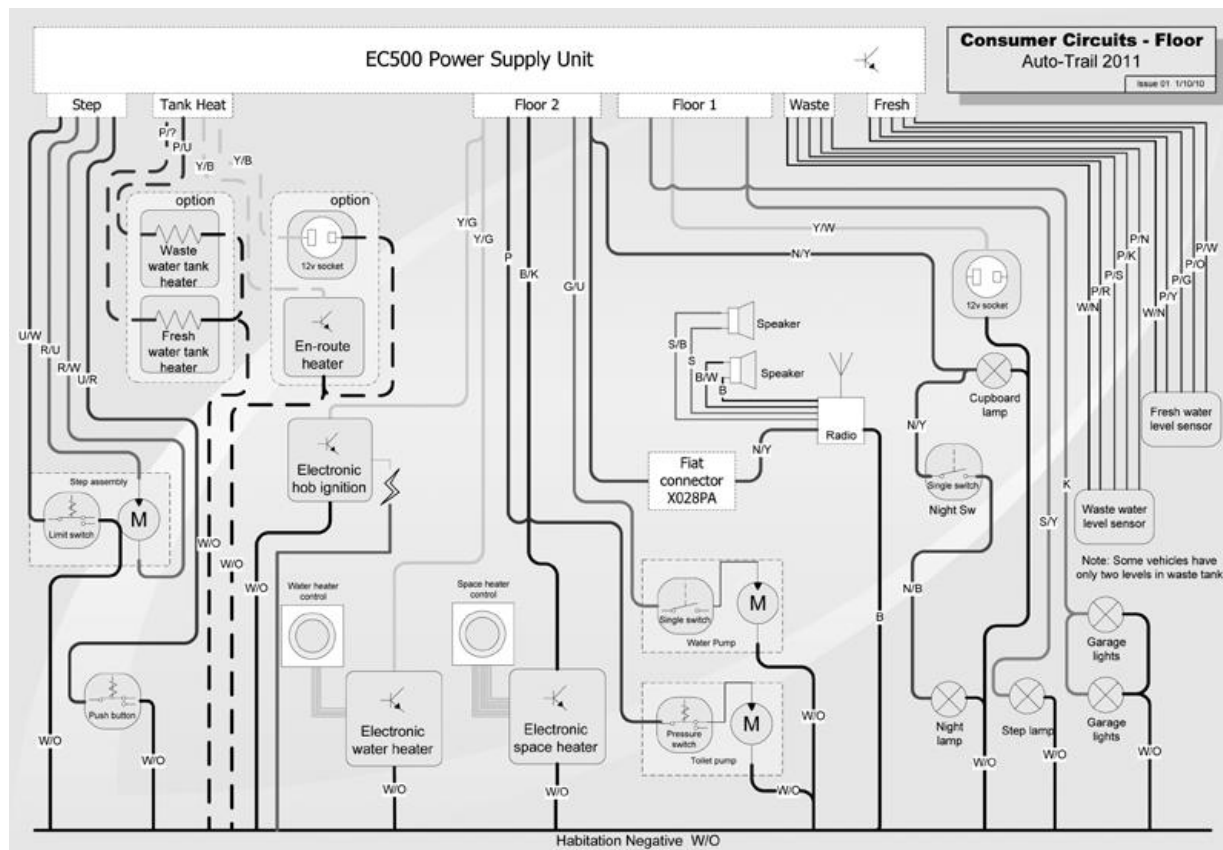 EC500 Power Supply Unit
Consumer Circuits - Floor
Auto-Trail 2011
Issue 01 1/10/10
Step
Tank Heat
Floor 2
Floor 1
Waste
Fresh
P/?
P/U
Y/B
Y/B
option
option
Waste
water tank
heater
Fresh
water tank
heater
12v socket
En-route
heater
U/W
R/U
R/W
U/R
Y/G
Y/G
P
B/K
G/U
N/Y
Y/W
S/B
S
B/W
B
Speaker
Speaker
Radio
N/Y
Fiat
connector
X028PA
12v socket
Cupboard
lamp
N/Y
Single switch
Night Sw
N/B
K
S/Y
W/N
P/R
P/S
P/K
P/N
W/N
P/Y
P/G
P/O
P/W
Fresh water
level sensor
Waste water
level sensor
Note: Some vehicles have
only two levels in waste tank
Electronic
hob ignition
Step assembly
Limit switch
M
W/O
W/O
W/O
Water heater
control
Space heater
control
Single switch
M
Water Pump
B
Garage
lights
Garage
lights
Push button
Electronic
water heater
Electronic
space heater
Pressure
switch
M
Toilet pump
Night
lamp
Step lamp
W/O
W/O
W/O
W/O
W/O
W/O
W/O
W/O
W/O
Habitation Negative W/O